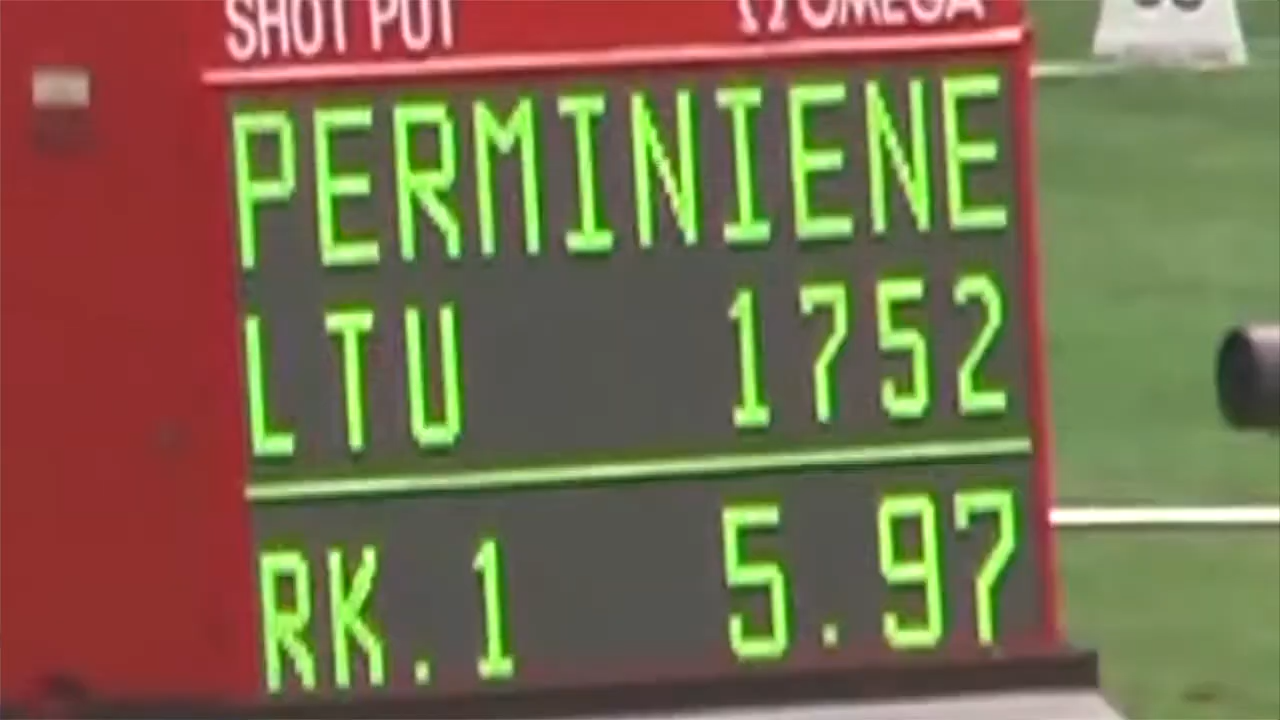 SHOT PUT ΩOMEGA
PERMINIENE
LTU 1752
RK.1 5.97